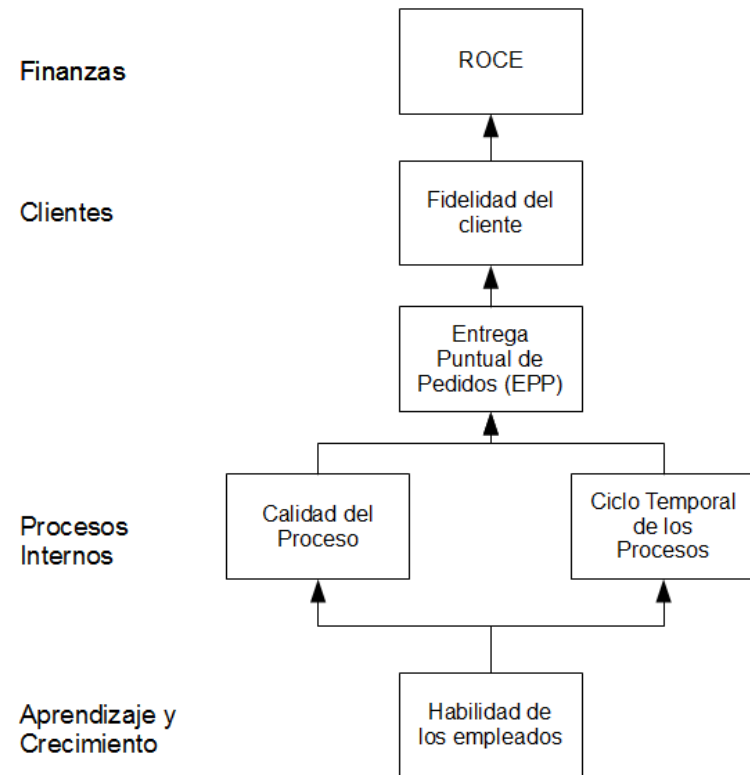 Finanzas
ROCE
Clientes
Fidelidad del
cliente
Entrega
Puntual de
Pedidos (EPP)
Procesos
Internos
Calidad del
Proceso
Ciclo Temporal
de los
Procesos
Aprendizaje y
Crecimiento
Habilidad de
los empleados